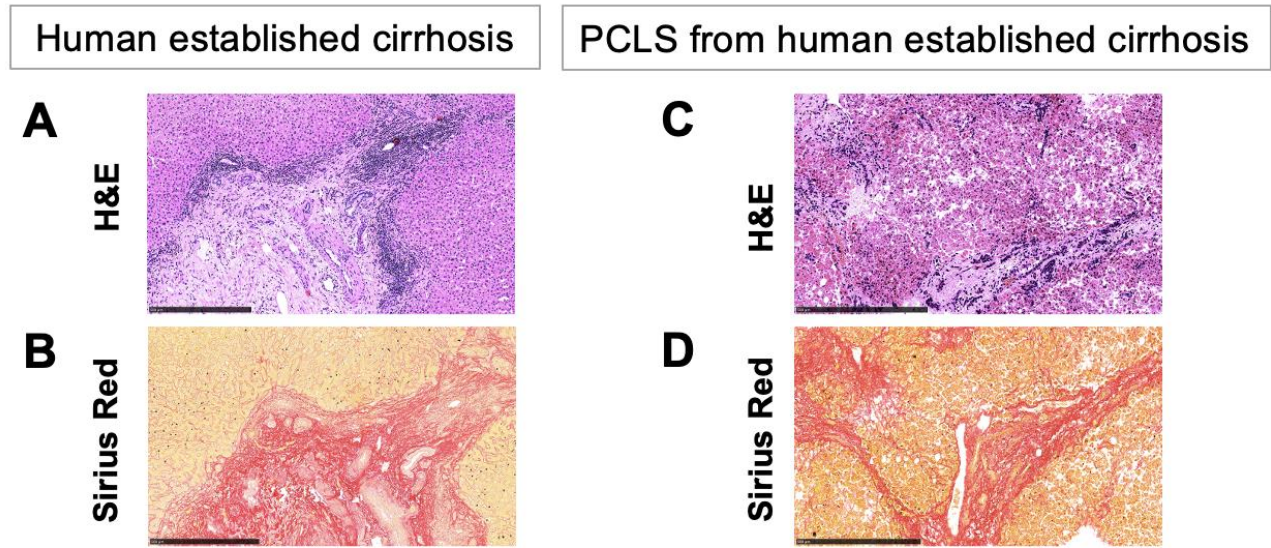 Human established cirrhosis
PCLS from human established cirrhosis
A
H&E
C
H&E
B
Sirius Red
D
Sirius Red